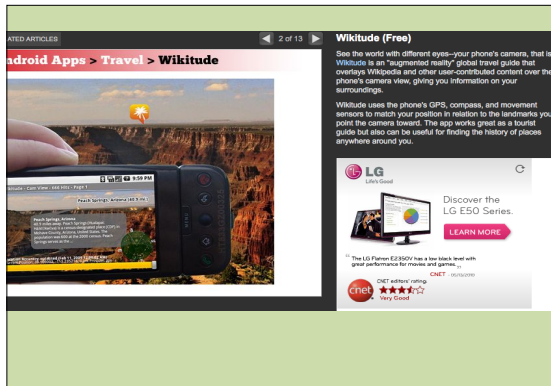 ATED ARTICLES
2 of 13
ndroid Apps > Travel > Wikitude
9:59 PM
Peach Springs, Arizona
Wikitude (Free)
See the world with different eyes--your phone's camera, that is
Wikitude is an "augmented reality" global travel guide that
overlays Wikipedia and other user-contributed content over the
phone's camera view, giving you information on your
surroundings.
Wikitude uses the phone's GPS, compass, and movement
sensors to match your position in relation to the landmarks you
point the camera toward. The app works great as a tourist
guide but also can be useful for finding the history of places
anywhere around you.
LG
Life's Good
Discover the
LG E50 Series.
LEARN MORE
“ The LG Flatron E2350V has a low black level with
great performance for movies and games. ”
CNET - 05/13/2010
cnet
CNET editors' rating:
Very Good